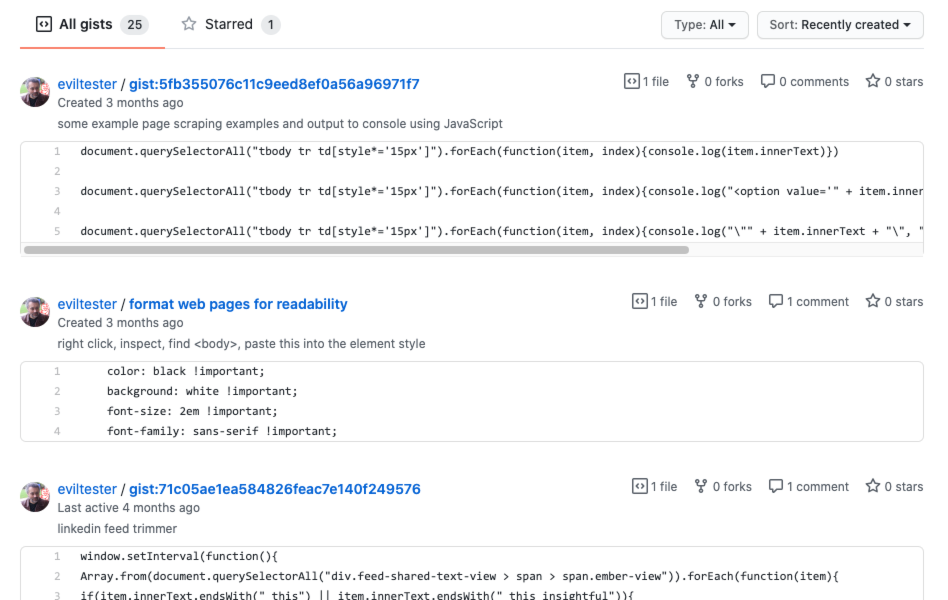 All gists 25 Starred 1 Type: All Sort: Recently created
eviltester / gist:5fb355076c11c9eed8ef0a56a96971f7 1 file 0 forks 0 comments 0 stars
Created 3 months ago
some example page scraping examples and output to console using JavaScript
1 document.querySelectorAll("tbody tr td[style*='15px']").forEach(function(item, index){console.log(item.innerText)})
2
3 document.querySelectorAll("tbody tr td[style*='15px']").forEach(function(item, index){console.log("<option value='" + item.inner
4
5 document.querySelectorAll("tbody tr td[style*='15px']").forEach(function(item, index){console.log("\"" + item.innerText + "\", "
eviltester / format web pages for readability 1 file 0 forks 1 comment 0 stars
Created 3 months ago
right click, inspect, find <body>, paste this into the element style
1 color: black !important;
2 background: white !important;
3 font-size: 2em !important;
4 font-family: sans-serif !important;
eviltester / gist:71c05ae1ea584826feac7e140f249576 1 file 0 forks 1 comment 0 stars
Last active 4 months ago
linkedin feed trimmer
1 window.setInterval(function(){
2 Array.from(document.querySelectorAll("div.feed-shared-text-view > span > span.ember-view")).forEach(function(item){
3 if(item.innerText.endsWith(" this") || item.innerText.endsWith(" this insightful")){